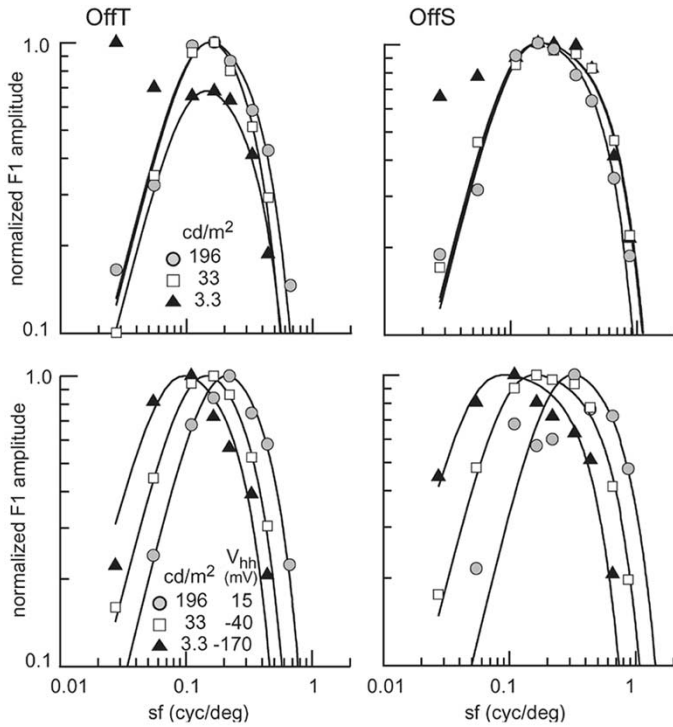 OffT
OffS
normalized F1 amplitude
1.0
0.1
cd/m²
196
33
3.3
normalized F1 amplitude
1.0
0.1
cd/m² Vhh (mV)
196 15
33 -40
3.3 -170
0.01 0.1 1
0.01 0.1 1
sf (cyc/deg)
sf (cyc/deg)